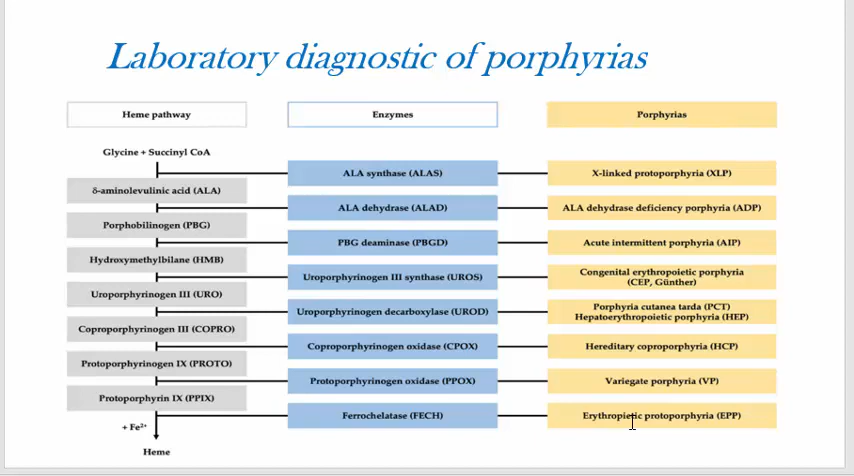 Laboratory diagnostic of porphyrias
Heme pathway
Enzymes
Porphyrias
Glycine + Succinyl CoA
ALA synthase (ALAS)
X-linked protoporphyria (XLP)
δ-aminolevulinic acid (ALA)
ALA dehydrase (ALAD)
ALA dehydrase deficiency porphyria (ADP)
Porphobilinogen (PBG)
PBG deaminase (PBGD)
Acute intermittent porphyria (AIP)
Hydroxymethylbilane (HMB)
Uroporphyrinogen III synthase (UROS)
Congenital erythropoietic porphyria
(CEP, Günther)
Uroporphyrinogen III (URO)
Uroporphyrinogen decarboxylase (UROD)
Porphyria cutanea tarda (PCT)
Hepatoerythropoietic porphyria (HEP)
Coproporphyrinogen III (COPRO)
Coproporphyrinogen oxidase (CPOX)
Hereditary coproporphyria (HCP)
Protoporphyrinogen IX (PROTO)
Protoporphyrinogen oxidase (PPOX)
Variegate porphyria (VP)
Protoporphyrin IX (PPIX)
Ferrochelatase (FECH)
Erythropietic protoporphyria (EPP)
+ Fe²⁺
Heme